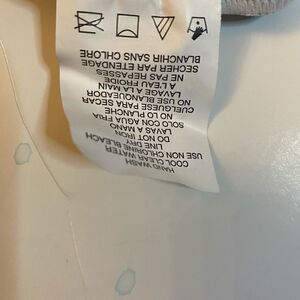 HAND WASH
COOL CLEAR WATER
USE NON CHLORINE BLEACH
LINE DRY
DO NOT IRON
LAVAS A MANO
SOLO CON AGUA FRIA
NO LO PLANCHE
CUELGUESE PARA SECAR
NO USE BLANQUEADOR
LAVAGE A LA MAIN
A L'EAU FROIDE
NE PAS REPASSES
SECHER PAR ETENDAGE
BLANCHIR SANS CHLORE